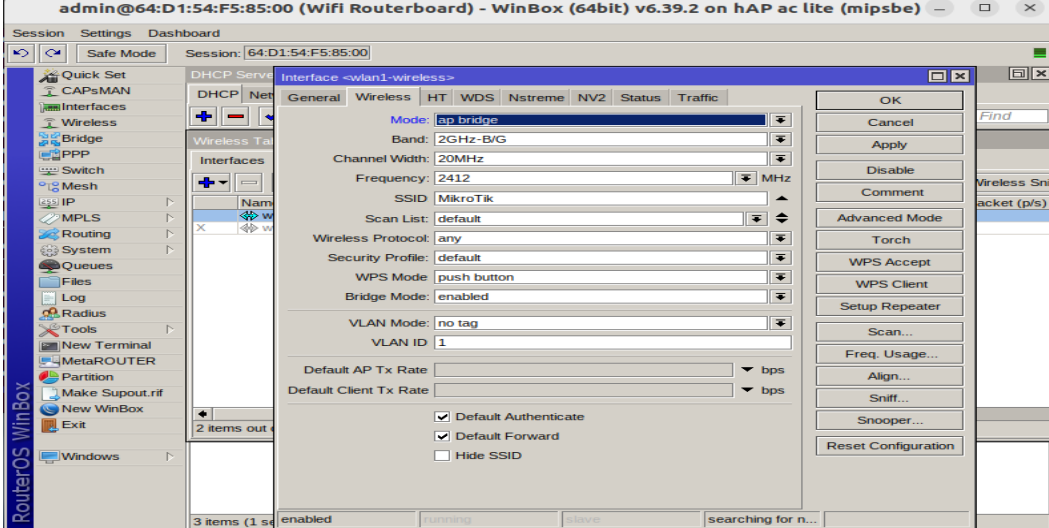 admin@64:D1:54:F5:85:00 (Wifi Routerboard) - WinBox (64bit) v6.39.2 on hAP ac lite (mipsbe)
Session Settings Dashboard
Safe Mode Session: 64:D1:54:F5:85:00
RouterOS WinBox
Quick Set
CAPsMAN
Interfaces
Wireless
Bridge
PPP
Switch
Mesh
IP
MPLS
Routing
System
Queues
Files
Log
Radius
Tools
New Terminal
MetaROUTER
Partition
Make Supout.rif
New WinBox
Exit
Windows
DHCP Serve
DHCP Net
Find
Wireless Tal
Interfaces
Wireless Sni
Nam
acket (p/s)
w
X w
2 items out
3 items (1 se
Interface <wlan1-wireless>
General Wireless HT WDS Nstreme NV2 Status Traffic
Mode: ap bridge
Band: 2GHz-B/G
Channel Width: 20MHz
Frequency: 2412 MHz
SSID MikroTik
Scan List: default
Wireless Protocol: any
Security Profile: default
WPS Mode push button
Bridge Mode: enabled
VLAN Mode: no tag
VLAN ID 1
Default AP Tx Rate bps
Default Client Tx Rate bps
Default Authenticate
Default Forward
Hide SSID
OK
Cancel
Apply
Disable
Comment
Advanced Mode
Torch
WPS Accept
WPS Client
Setup Repeater
Scan...
Freq. Usage...
Align...
Sniff...
Snooper...
Reset Configuration
enabled running slave searching for n...